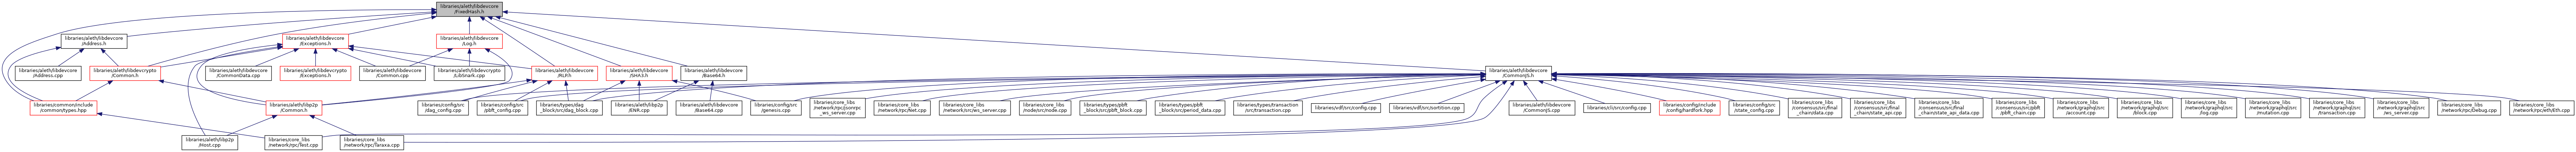 libraries/aleth/libdevcore
/FixedHash.h
libraries/aleth/libdevcore
/Address.h
libraries/aleth/libdevcore
/Exceptions.h
libraries/aleth/libdevcore
/Log.h
libraries/aleth/libdevcore
/Address.cpp
libraries/aleth/libdevcrypto
/Common.h
libraries/aleth/libdevcore
/CommonData.cpp
libraries/aleth/libdevcrypto
/Exceptions.h
libraries/aleth/libdevcore
/Common.cpp
libraries/aleth/libdevcrypto
/LibSnark.cpp
libraries/aleth/libdevcore
/RLP.h
libraries/aleth/libdevcore
/SHA3.h
libraries/aleth/libdevcore
/Base64.h
libraries/aleth/libdevcore
/CommonJS.h
libraries/common/include
/common/types.hpp
libraries/aleth/libp2p
/Common.h
libraries/config/src
/dag_config.cpp
libraries/config/src
/pbft_config.cpp
libraries/types/dag
_block/src/dag_block.cpp
libraries/aleth/libp2p
/ENR.cpp
libraries/aleth/libdevcore
/Base64.cpp
libraries/config/src
/genesis.cpp
libraries/core_libs
/network/rpc/jsonrpc
_ws_server.cpp
libraries/core_libs
/network/rpc/Net.cpp
libraries/core_libs
/network/src/ws_server.cpp
libraries/core_libs
/node/src/node.cpp
libraries/types/pbft
_block/src/pbft_block.cpp
libraries/types/pbft
_block/src/period_data.cpp
libraries/types/transaction
/src/transaction.cpp
libraries/vdf/src/config.cpp
libraries/vdf/src/sortition.cpp
libraries/aleth/libdevcore
/CommonJS.cpp
libraries/cli/src/config.cpp
libraries/config/include
/config/hardfork.hpp
libraries/config/src
/state_config.cpp
libraries/core_libs
/consensus/src/final
_chain/data.cpp
libraries/core_libs
/consensus/src/final
_chain/state_api.cpp
libraries/core_libs
/consensus/src/final
_chain/state_api_data.cpp
libraries/core_libs
/consensus/src/pbft
/pbft_chain.cpp
libraries/core_libs
/network/graphql/src
/account.cpp
libraries/core_libs
/network/graphql/src
/block.cpp
libraries/core_libs
/network/graphql/src
/log.cpp
libraries/core_libs
/network/graphql/src
/mutation.cpp
libraries/core_libs
/network/graphql/src
/transaction.cpp
libraries/core_libs
/network/graphql/src
/ws_server.cpp
libraries/core_libs
/network/rpc/Debug.cpp
libraries/core_libs
/network/rpc/eth/Eth.cpp
libraries/aleth/libp2p
/Host.cpp
libraries/core_libs
/network/rpc/Test.cpp
libraries/core_libs
/network/rpc/Taraxa.cpp